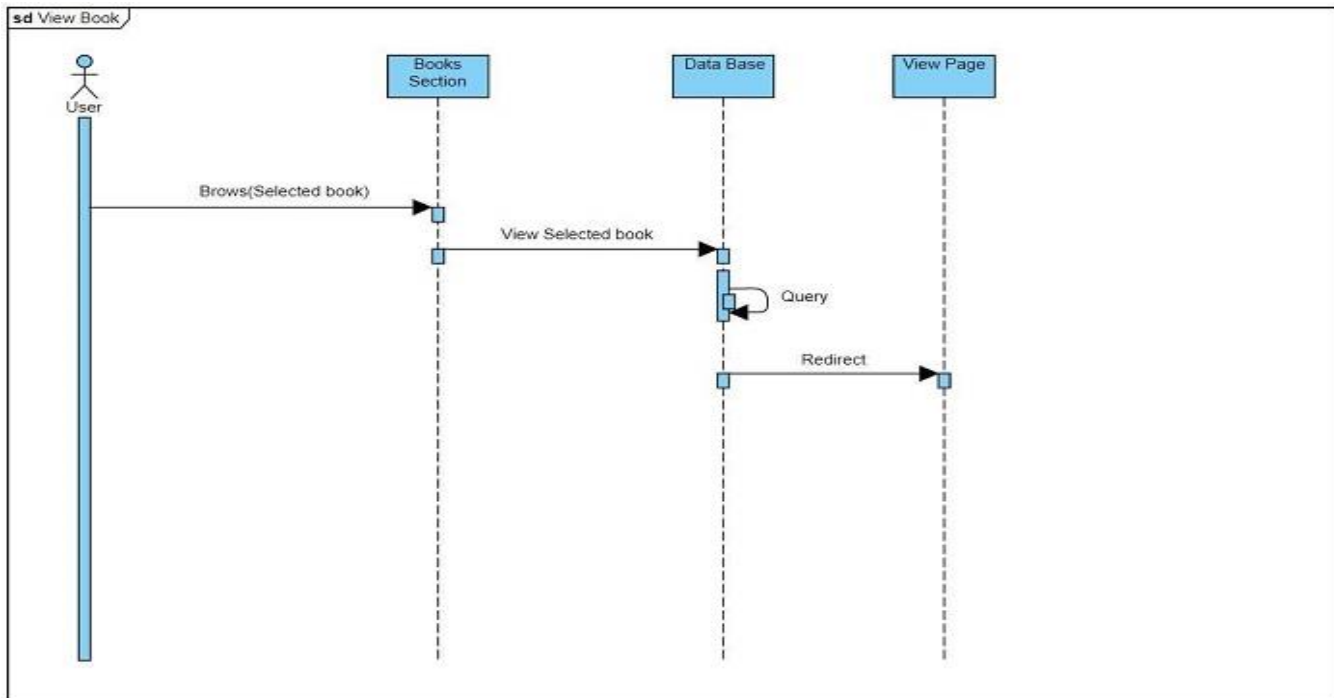 sd View Book
User
Books
Section
Data Base
View Page
Brows(Selected book)
View Selected book
Query
Redirect